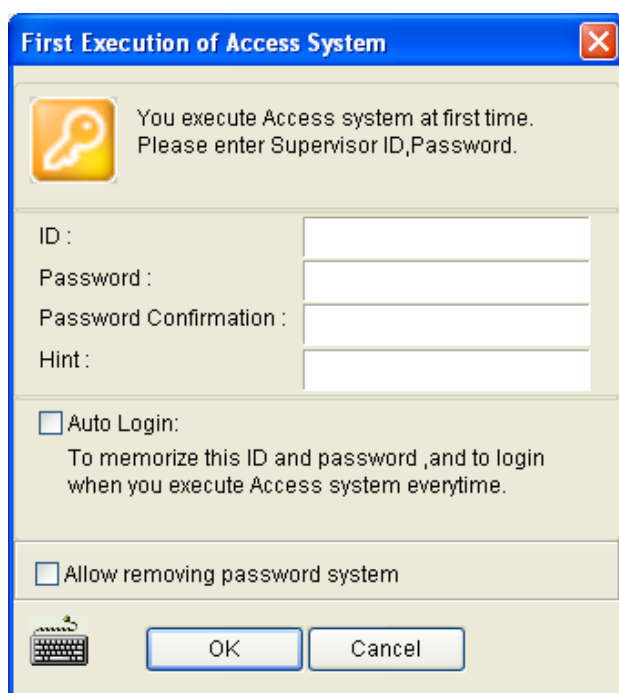 First Execution of Access System
You execute Access system at first time.
Please enter Supervisor ID,Password.
ID :
Password :
Password Confirmation :
Hint :
Auto Login:
To memorize this ID and password ,and to login
when you execute Access system everytime.
Allow removing password system
OK Cancel